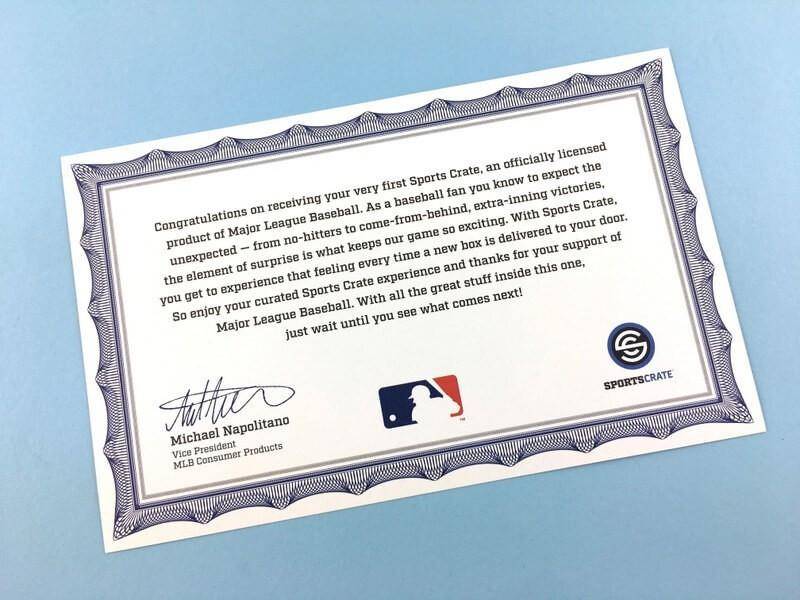 Congratulations on receiving your very first Sports Crate, an officially licensed
product of Major League Baseball. As a baseball fan you know to expect the
unexpected — from no-hitters to come-from-behind, extra-inning victories,
the element of surprise is what keeps our game so exciting. With Sports Crate,
you get to experience that feeling every time a new box is delivered to your door.
So enjoy your curated Sports Crate experience and thanks for your support of
Major League Baseball. With all the great stuff inside this one,
just wait until you see what comes next!
Michael Napolitano
Vice President
MLB Consumer Products
™
SPORTSCRATE